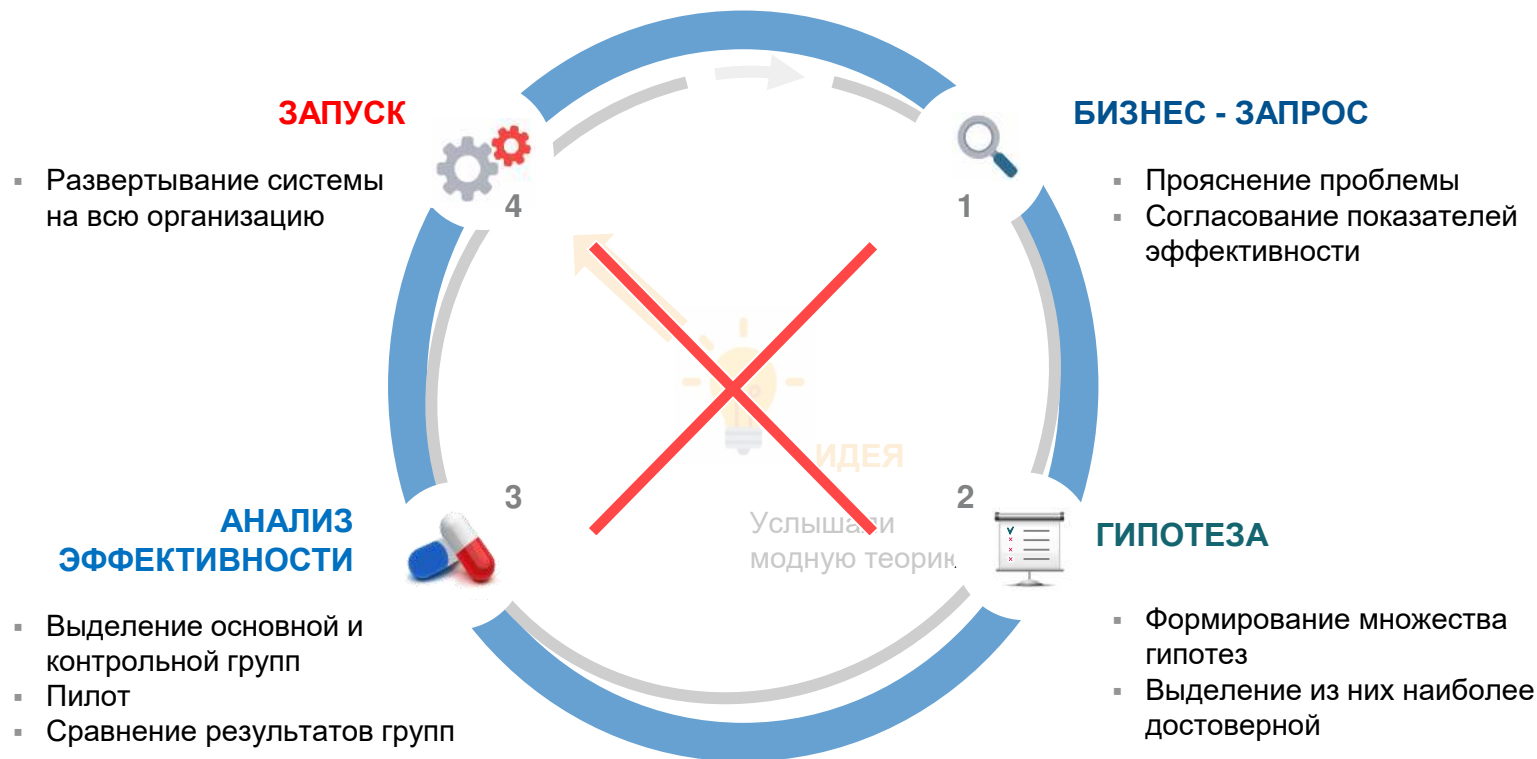 ЗАПУСК
Развертывание системы
на всю организацию
4
БИЗНЕС - ЗАПРОС
Прояснение проблемы
Согласование показателей
эффективности
1
ИДЕЯ
Услышали
модную теорию
3
АНАЛИЗ
ЭФФЕКТИВНОСТИ
Выделение основной и
контрольной групп
Пилот
Сравнение результатов групп
2
ГИПОТЕЗА
Формирование множества
гипотез
Выделение из них наиболее
достоверной